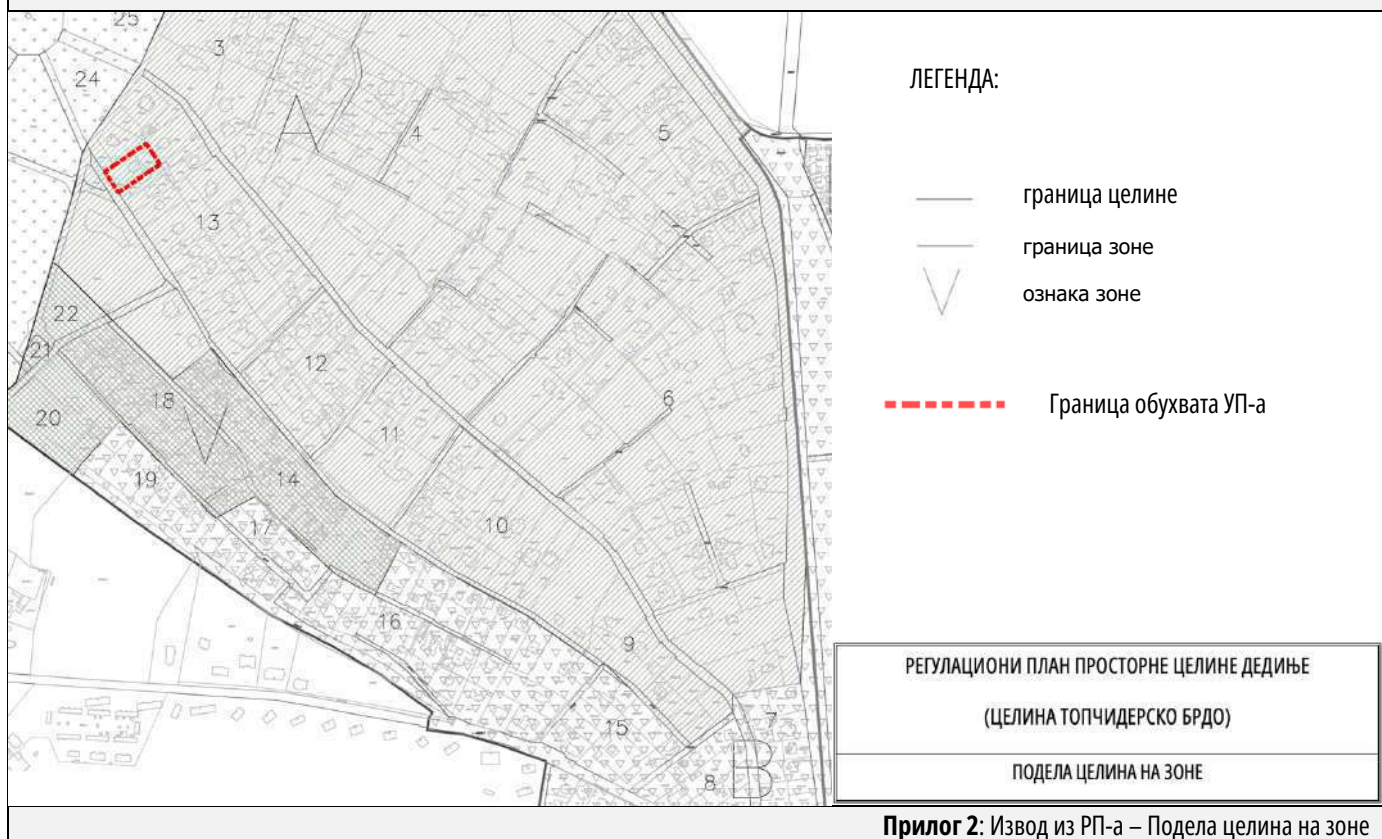 25
24
3
A
4
5
13
22
21
12
18
V
6
20
11
14
19
10
17
16
9
15
7
8
B
ЛЕГЕНДА:
граница целине
граница зоне
V
ознака зоне
Граница обухвата УП-а
РЕГУЛАЦИОНИ ПЛАН ПРОСТОРНЕ ЦЕЛИНЕ ДЕДИЊЕ
(ЦЕЛИНА ТОПЧИДЕРСКО БРДО)
ПОДЕЛА ЦЕЛИНА НА ЗОНЕ
Прилог 2: Извод из РП-а – Подела целина на зоне